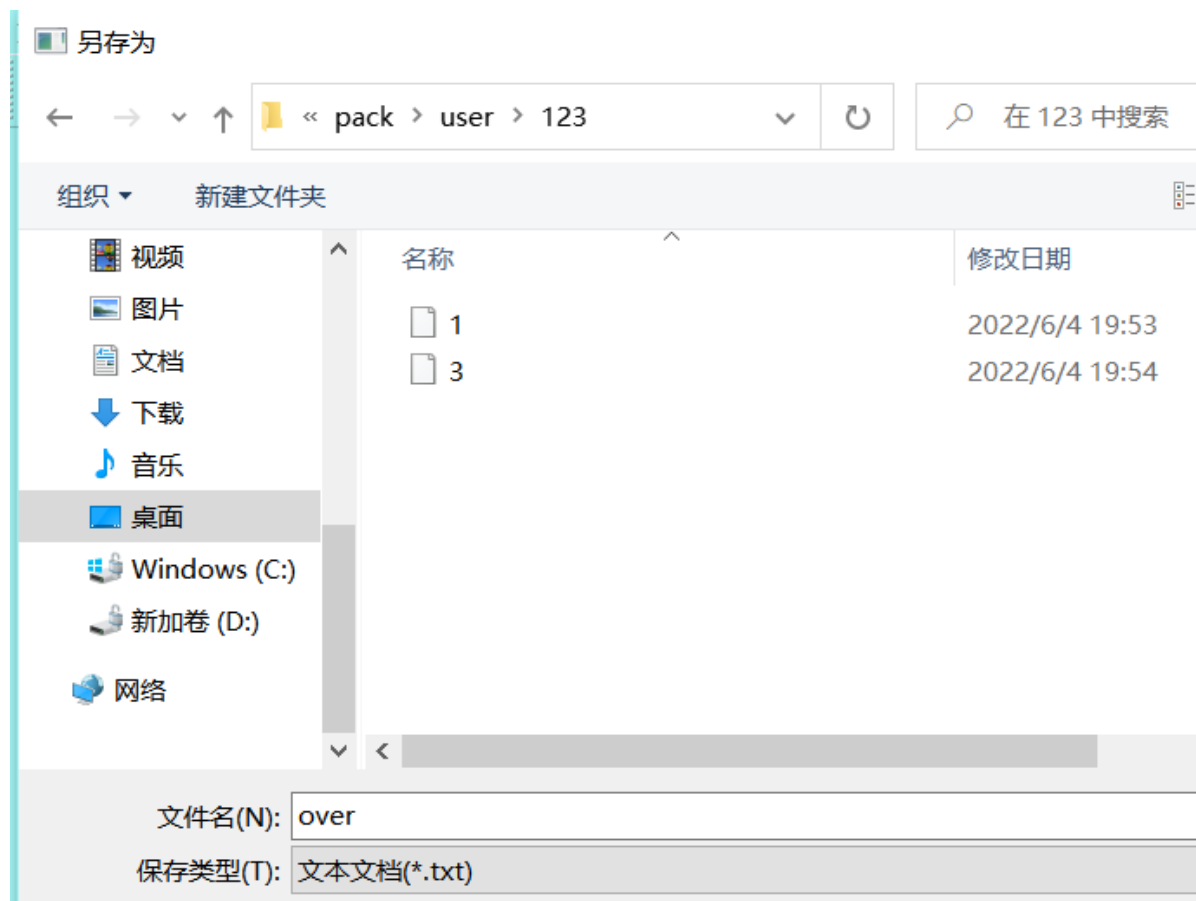 另存为
« pack > user > 123
在 123 中搜索
组织
新建文件夹
视频
图片
文档
下载
音乐
桌面
Windows (C:)
新加卷 (D:)
网络
名称
修改日期
1
2022/6/4 19:53
3
2022/6/4 19:54
文件名(N): over
保存类型(T): 文本文档(*.txt)